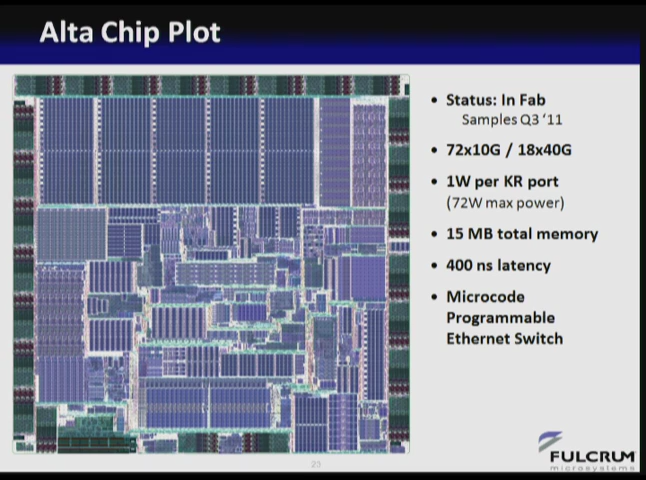 Alta Chip Plot
• Status: In Fab
Samples Q3 ‘11
• 72x10G / 18x40G
• 1W per KR port
(72W max power)
• 15 MB total memory
• 400 ns latency
• Microcode
Programmable
Ethernet Switch
23
FULCRUM
microsystems